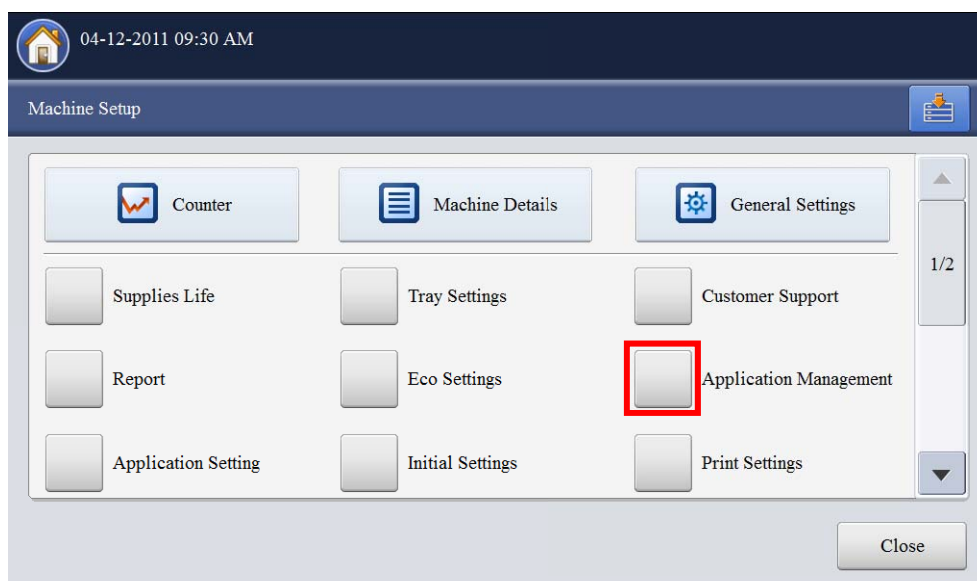 04-12-2011 09:30 AM
Machine Setup
Counter
Machine Details
General Settings
1/2
Supplies Life
Tray Settings
Customer Support
Report
Eco Settings
Application Management
Application Setting
Initial Settings
Print Settings
Close